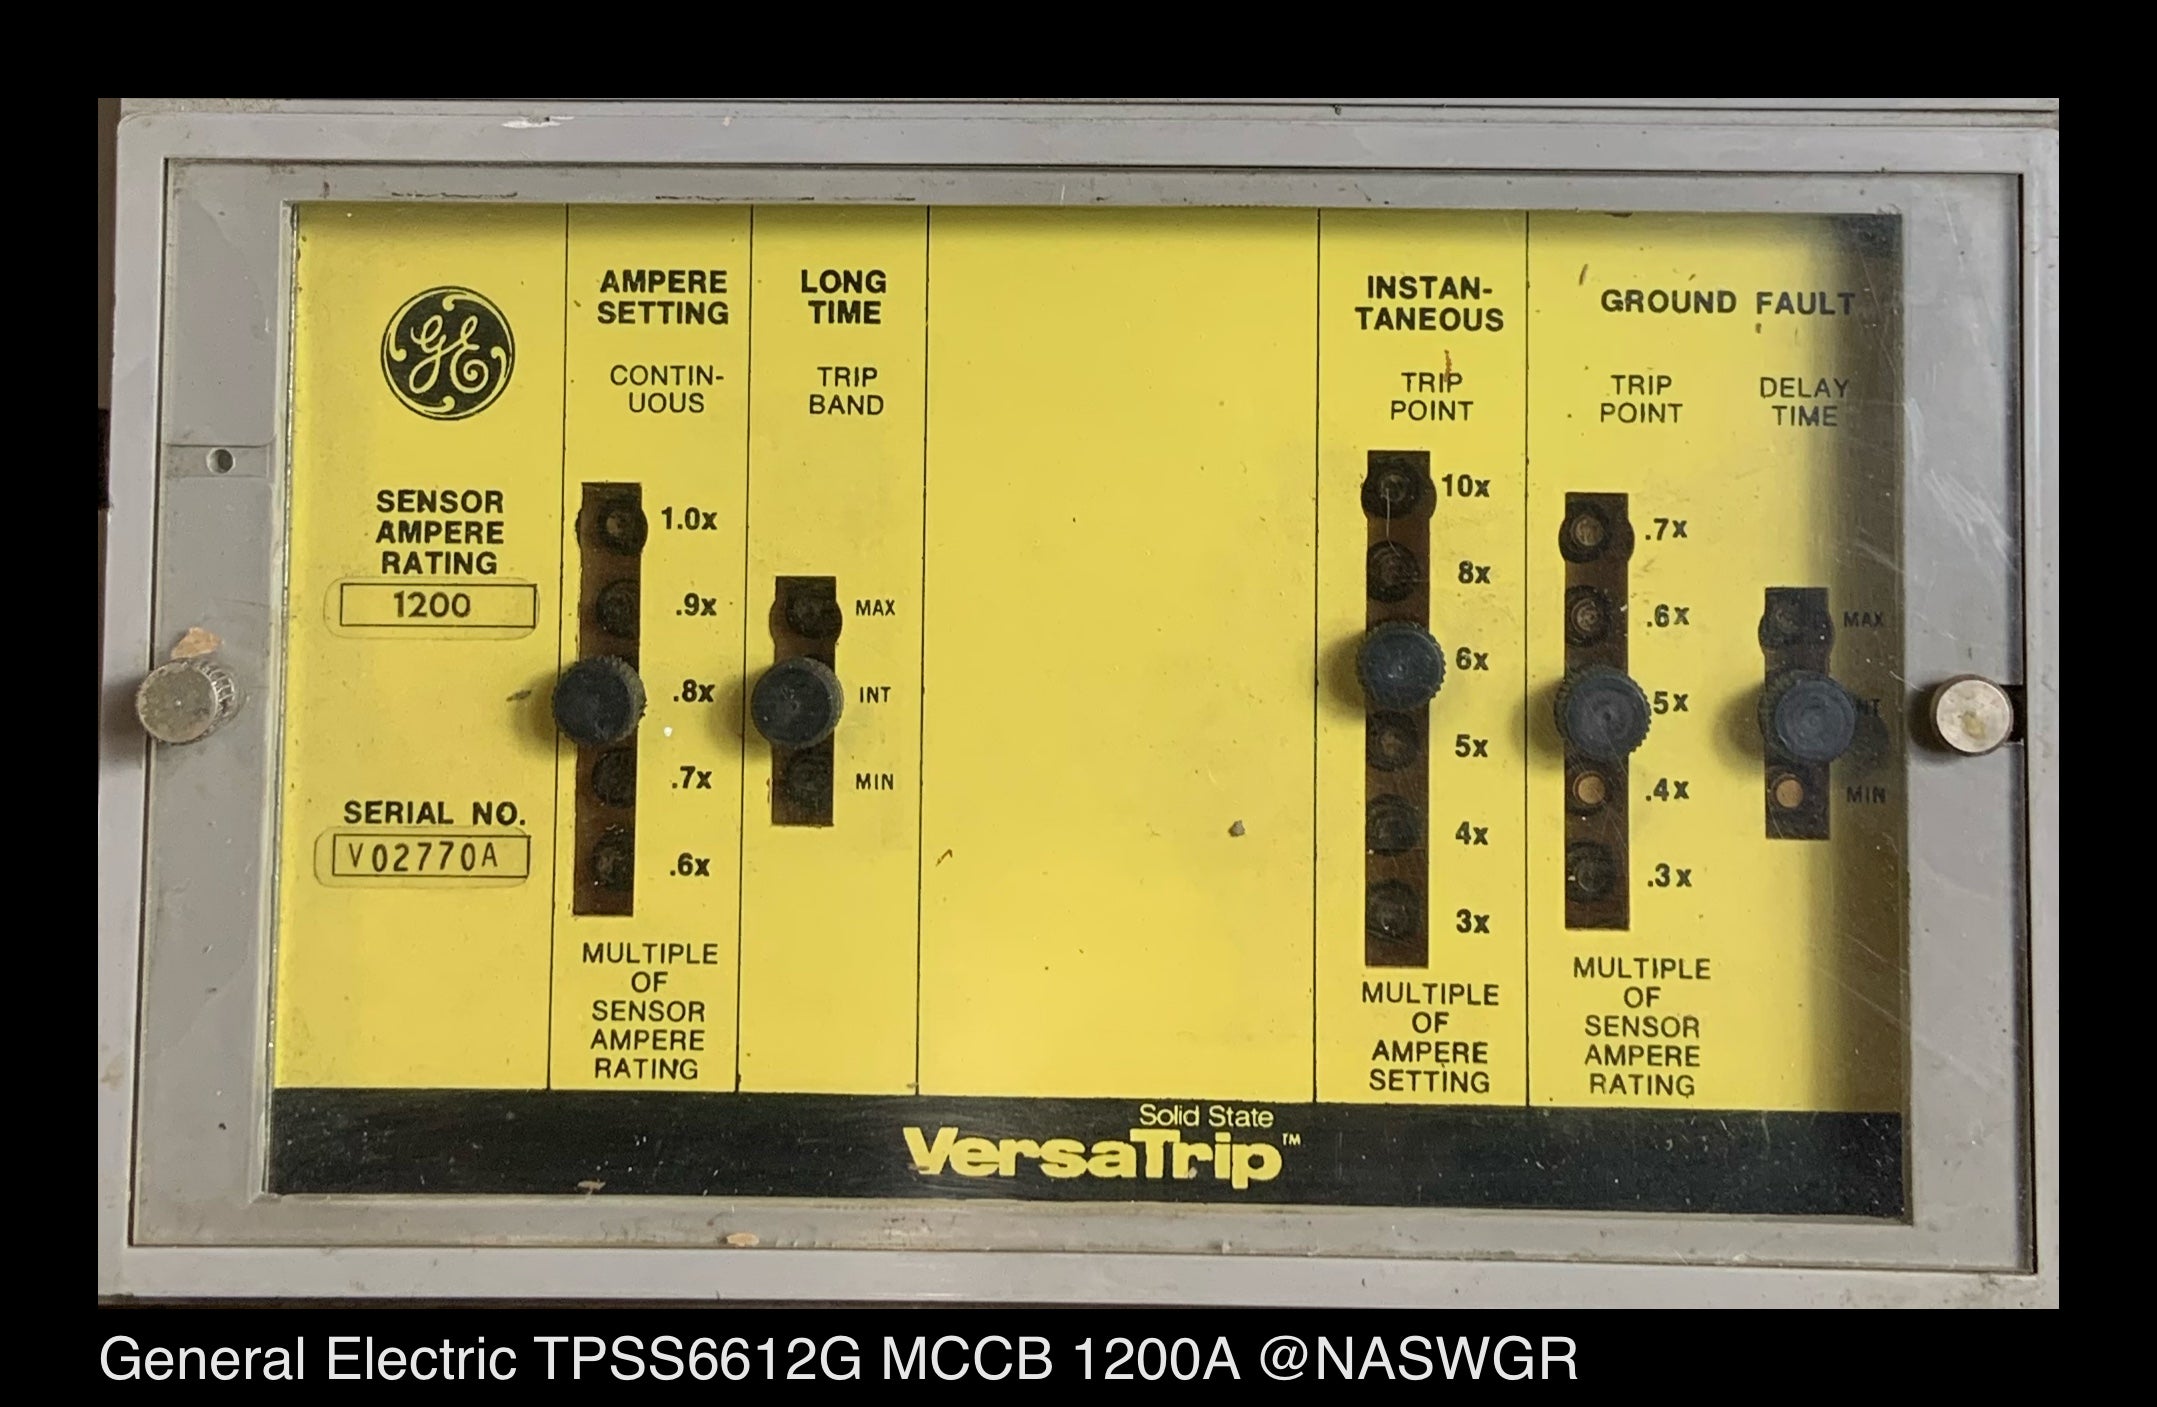 GE
SENSOR
AMPERE
RATING
1200
SERIAL NO.
V02770A
AMPERE
SETTING
CONTIN-
UOUS
1.0x
.9x
.8x
.7x
.6x
MULTIPLE
OF
SENSOR
AMPERE
RATING
LONG
TIME
TRIP
BAND
MAX
INT
MIN
INSTAN-
TANEOUS
TRIP
POINT
10x
8x
6x
5x
4x
3x
MULTIPLE
OF
AMPERE
SETTING
GROUND FAULT
TRIP
POINT
.7x
.6x
5x
.4x
.3x
MULTIPLE
OF
SENSOR
AMPERE
RATING
DELAY
TIME
MAX
NT
MIN
Solid State
VersaTrip™
General Electric TPSS6612G MCCB 1200A @NASWGR